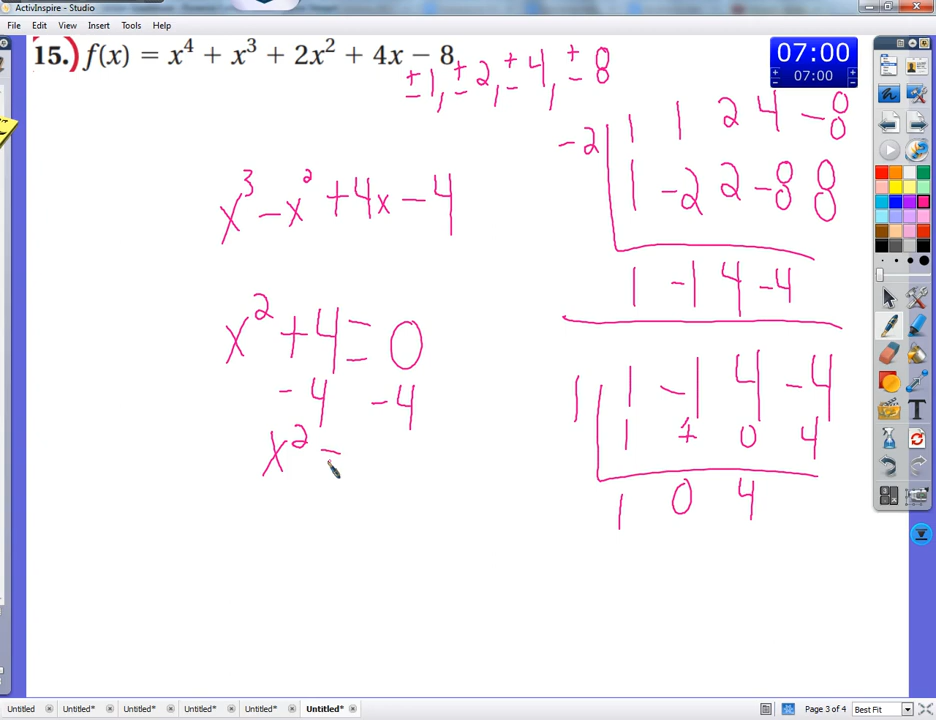 ActivInspire - Studio
File Edit View Insert Tools Help
15.) f(x) = x⁴ + x³ + 2x² + 4x − 8
±1, ±2, ±4, ±8
07:00
07:00
-2 | 1 1 2 4 -8
1 -2 2 -8 8
1 -1 4 -4
x³ - x² + 4x - 4
x² + 4 = 0
-4 -4
x² -
1 | 1 -1 4 -4
1 + 0 4
1 0 4
T
Untitled Untitled* Untitled* Untitled* Untitled* Untitled* Page 3 of 4 Best Fit